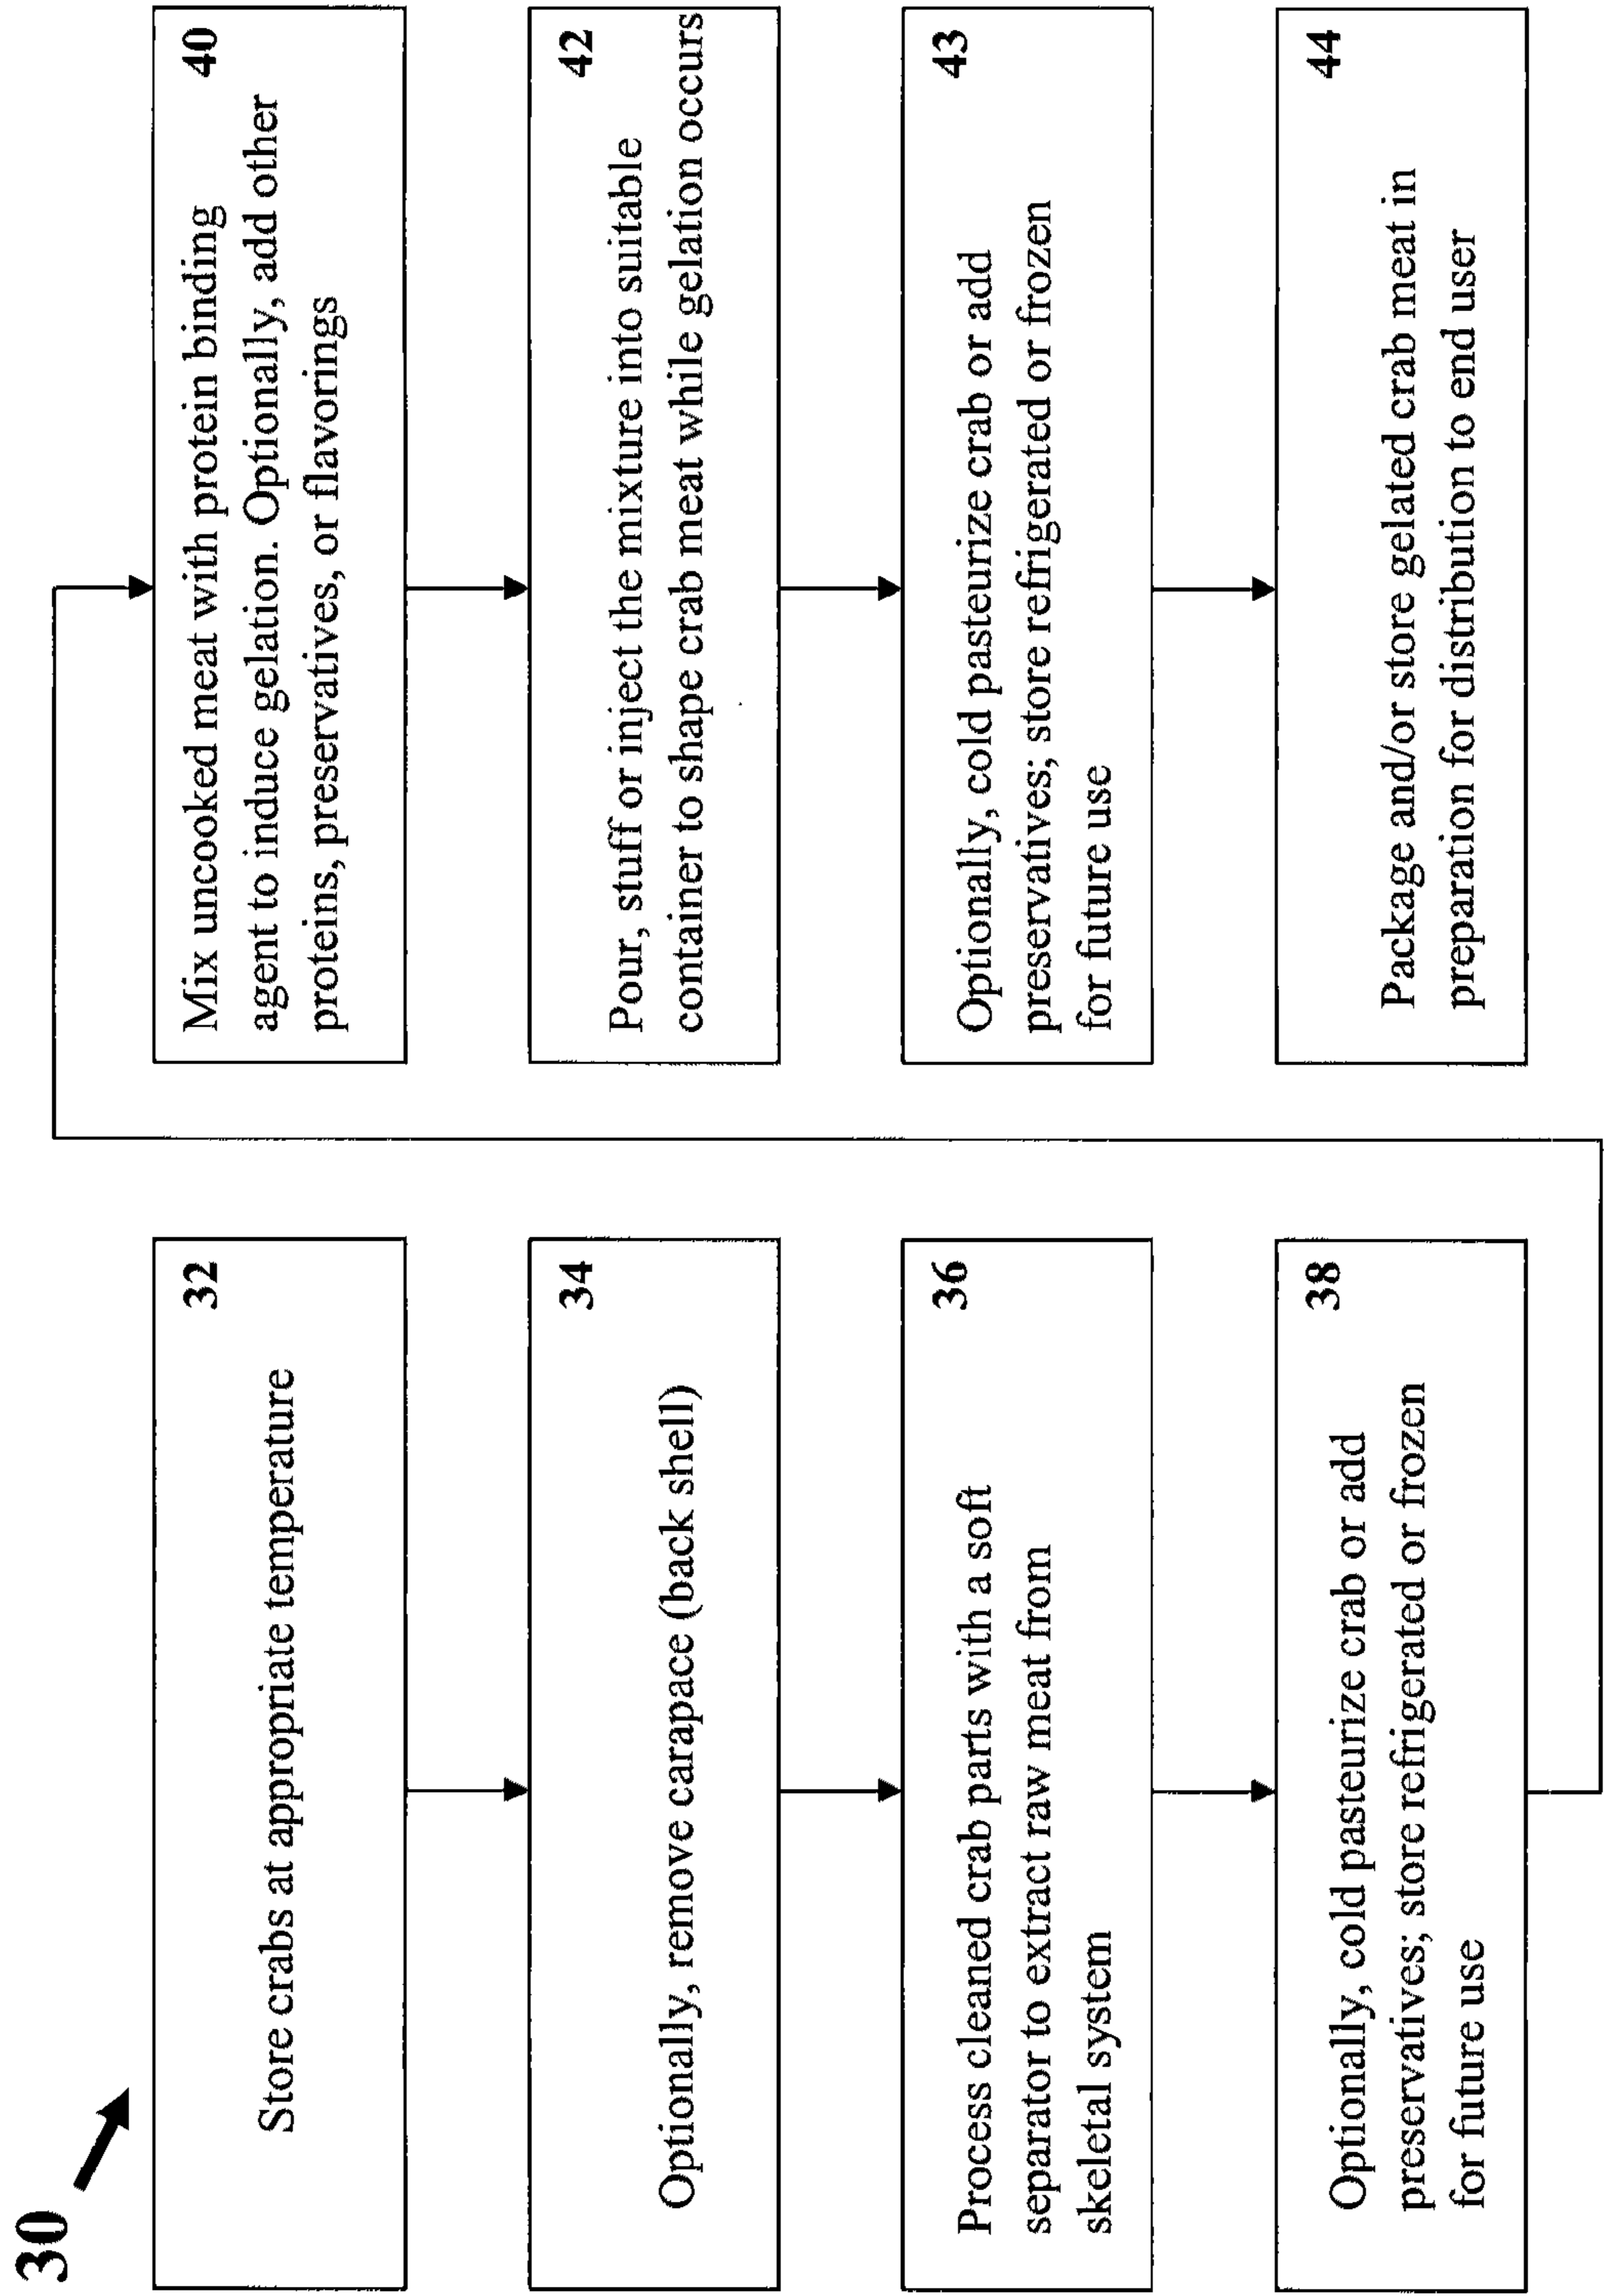 30
32
Store crabs at appropriate temperature
34
Optionally, remove carapace (back shell)
36
Process cleaned crab parts with a soft
separator to extract raw meat from
skeletal system
38
Optionally, cold pasteurize crab or add
preservatives; store refrigerated or frozen
for future use
40
Mix uncooked meat with protein binding
agent to induce gelation. Optionally, add other
proteins, preservatives, or flavorings
42
Pour, stuff or inject the mixture into suitable
container to shape crab meat while gelation occurs
43
Optionally, cold pasteurize crab or add
preservatives; store refrigerated or frozen
for future use
44
Package and/or store gelated crab meat in
preparation for distribution to end user